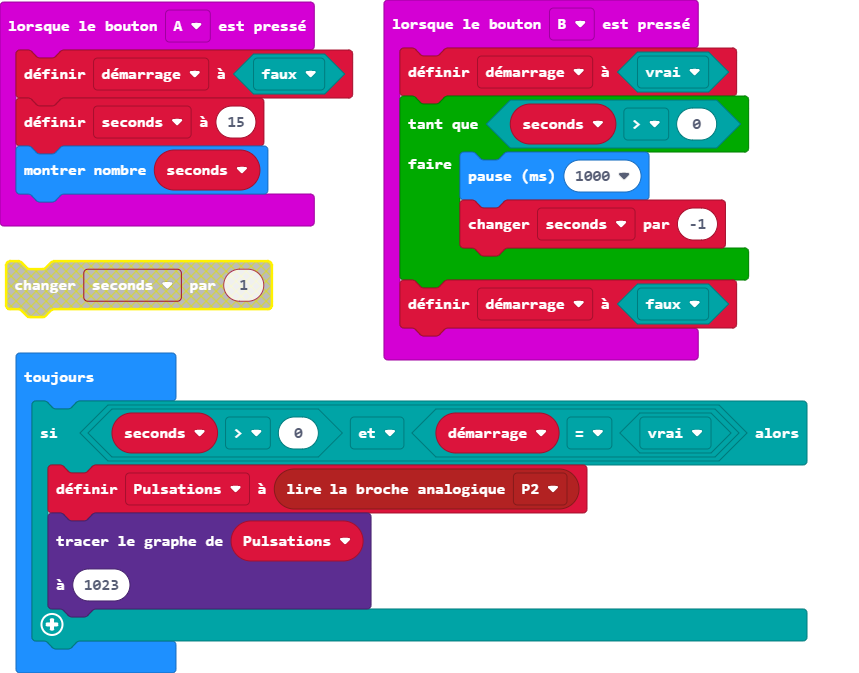 lorsque le bouton A est pressé
définir démarrage à faux
définir seconds à 15
montrer nombre seconds
changer seconds par 1
lorsque le bouton B est pressé
définir démarrage à vrai
tant que seconds > 0
faire
pause (ms) 1000
changer seconds par -1
définir démarrage à faux
toujours
si seconds > 0 et démarrage = vrai alors
définir Pulsations à lire la broche analogique P2
tracer le graphe de Pulsations
à 1023